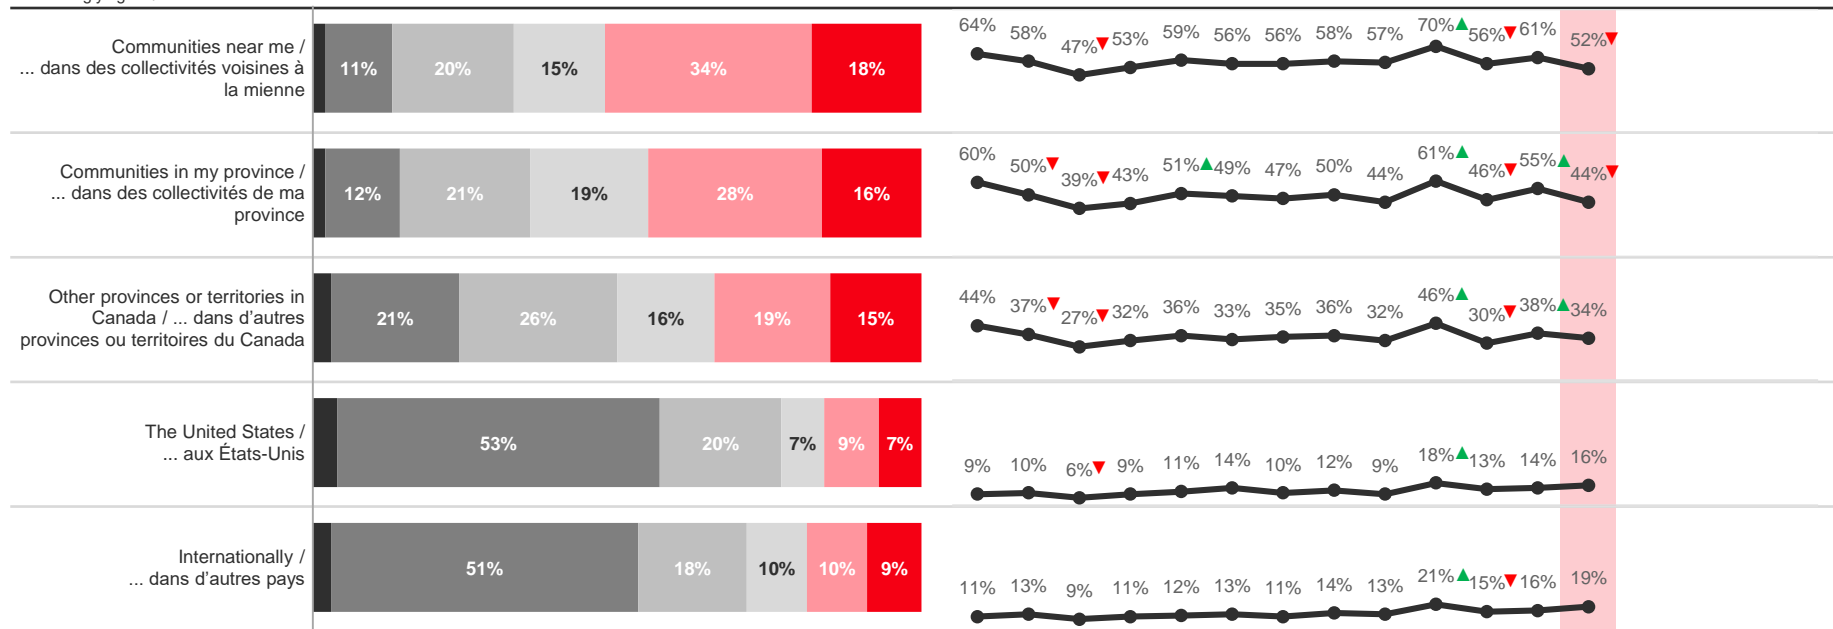 Communities near me /
... dans des collectivités voisines à
la mienne
11% 20% 15% 34% 18%
64% 58% 47% 53% 59% 56% 56% 58% 57% 70% 56% 61% 52%
Communities in my province /
... dans des collectivités de ma
province
12% 21% 19% 28% 16%
60% 50% 39% 43% 51% 49% 47% 50% 44% 61% 46% 55% 44%
Other provinces or territories in
Canada / ... dans d'autres
provinces ou territoires du Canada
21% 26% 16% 19% 15%
44% 37% 27% 32% 36% 33% 35% 36% 32% 46% 30% 38% 34%
The United States /
... aux États-Unis
53% 20% 7% 9% 7%
9% 10% 6% 9% 11% 14% 10% 12% 9% 18% 13% 14% 16%
Internationally /
... dans d'autres pays
51% 18% 10% 10% 9%
11% 13% 9% 11% 12% 13% 11% 14% 13% 21% 15% 16% 19%